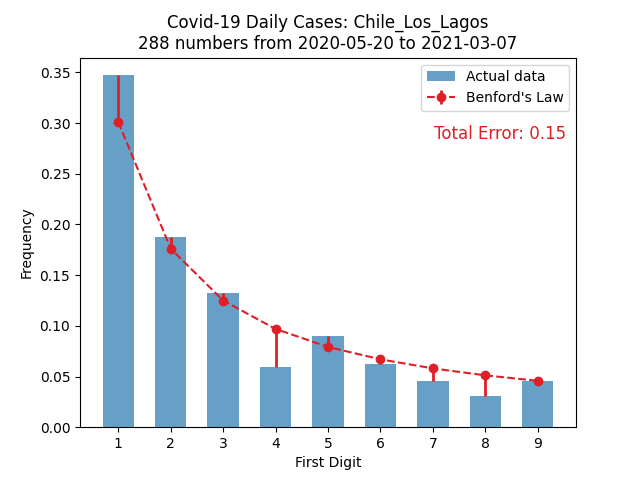 Covid-19 Daily Cases: Chile_Los_Lagos
288 numbers from 2020-05-20 to 2021-03-07
Actual data
Benford's Law
Total Error: 0.15
Frequency
0.35
0.30
0.25
0.20
0.15
0.10
0.05
0.00
1 2 3 4 5 6 7 8 9
First Digit